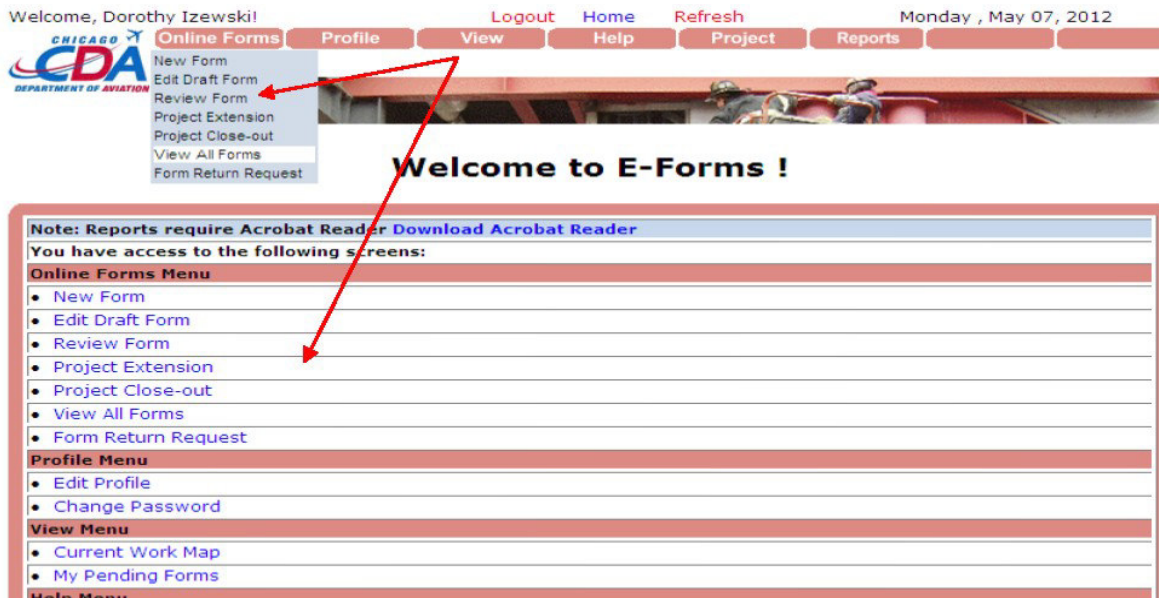 Welcome, Dorothy Izewski! Logout Home Refresh Monday , May 07, 2012
CHICAGO
CDA
DEPARTMENT OF AVIATION
Online Forms Profile View Help Project Reports
New Form
Edit Draft Form
Review Form
Project Extension
Project Close-out
View All Forms
Form Return Request
Welcome to E-Forms !
Note: Reports require Acrobat Reader Download Acrobat Reader
You have access to the following screens:
Online Forms Menu
• New Form
• Edit Draft Form
• Review Form
• Project Extension
• Project Close-out
• View All Forms
• Form Return Request
Profile Menu
• Edit Profile
• Change Password
View Menu
• Current Work Map
• My Pending Forms
Help Menu